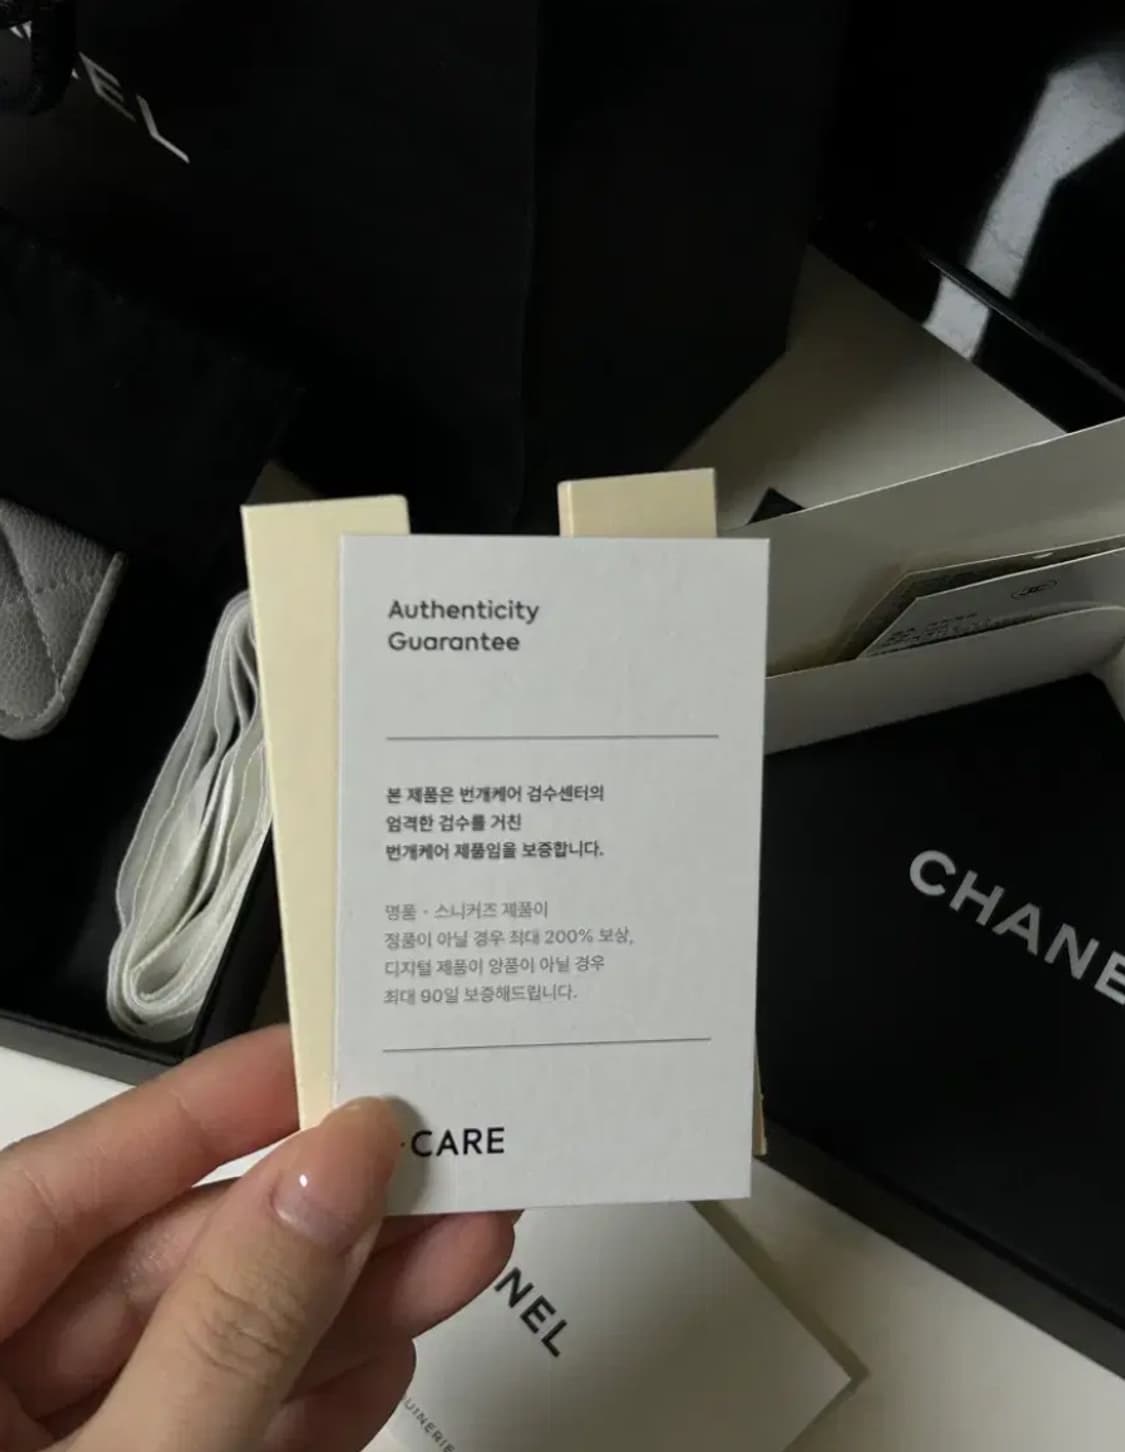 Authenticity
Guarantee
본 제품은 번개케어 검수센터의
엄격한 검수를 거친
번개케어 제품임을 보증합니다.
명품 · 스니커즈 제품이
정품이 아닐 경우 최대 200% 보상,
디지털 제품이 양품이 아닐 경우
최대 90일 보증해드립니다.
·CARE
CHANE
NEL
UINERIE
EL